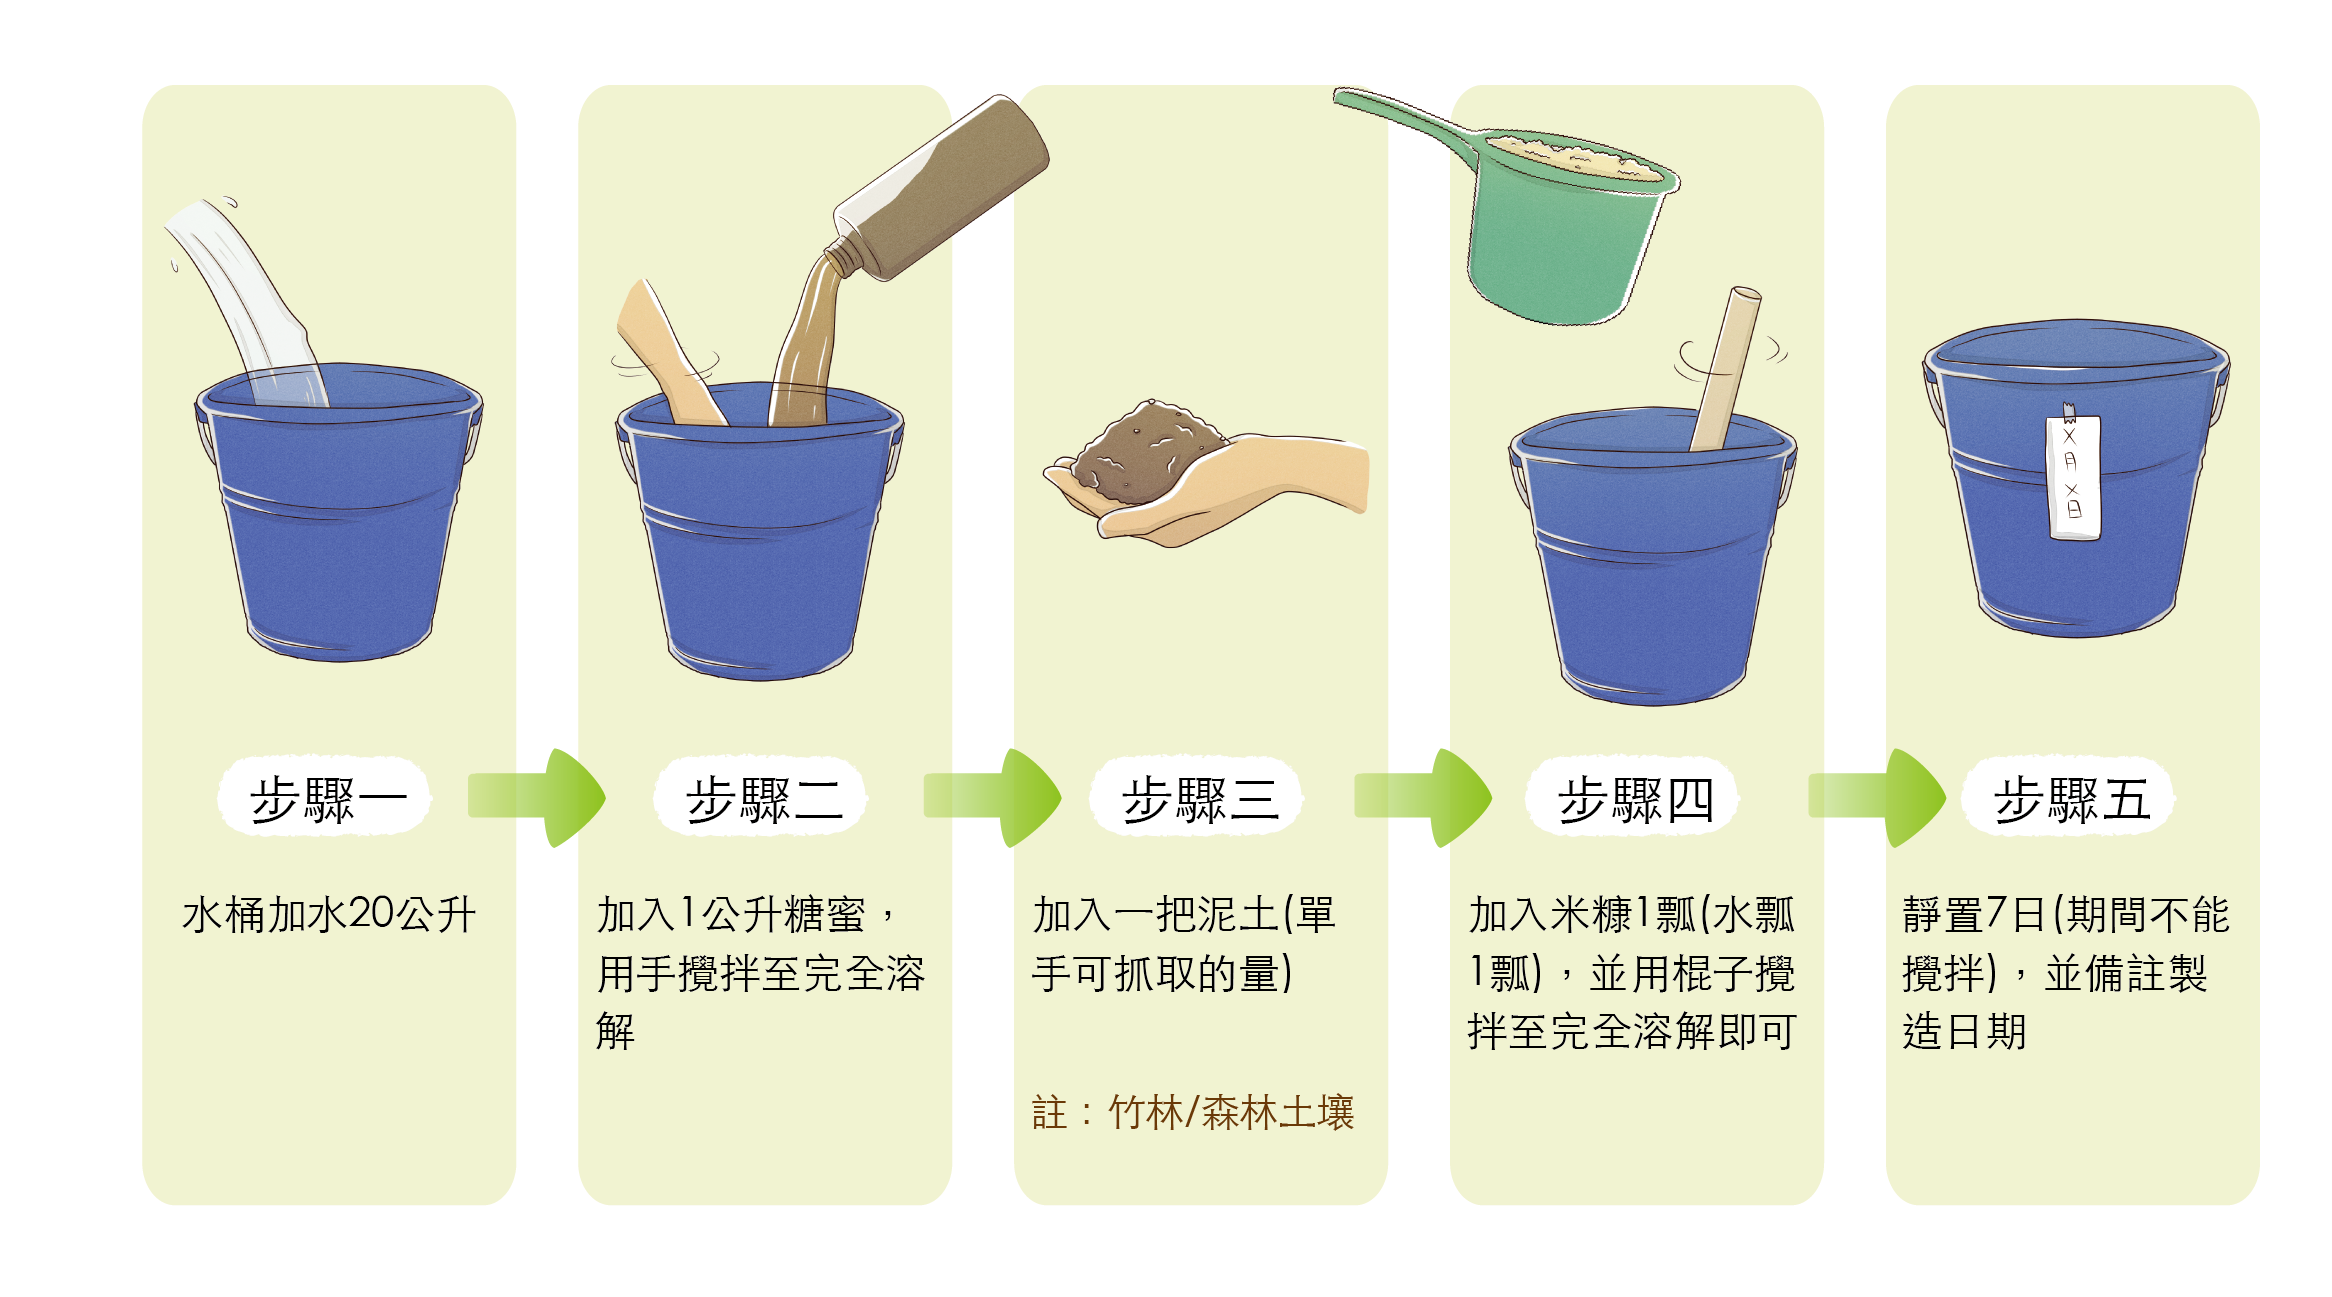 步驟一
水桶加水20公升
步驟二
加入1公升糖蜜，
用手攪拌至完全溶
解
步驟三
加入一把泥土(單
手可抓取的量)
註：竹林/森林土壤
步驟四
加入米糠1瓢(水瓢
1瓢)，並用棍子攪
拌至完全溶解即可
X
月
X
日
步驟五
靜置7日(期間不能
攪拌)，並備註製
造日期